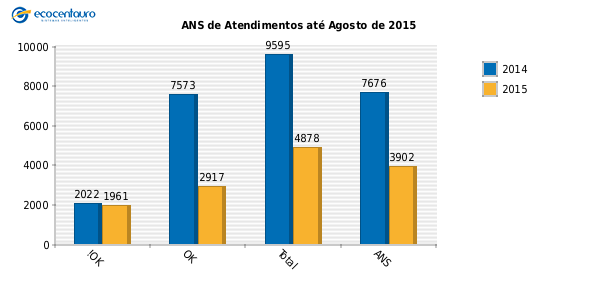 ecocentauro
ANS de Atendimentos até Agosto de 2015
10000
8000
6000
4000
2000
0
2022
1961
7573
2917
9595
4878
7676
3902
!OK
OK
Total
ANS
2014
2015